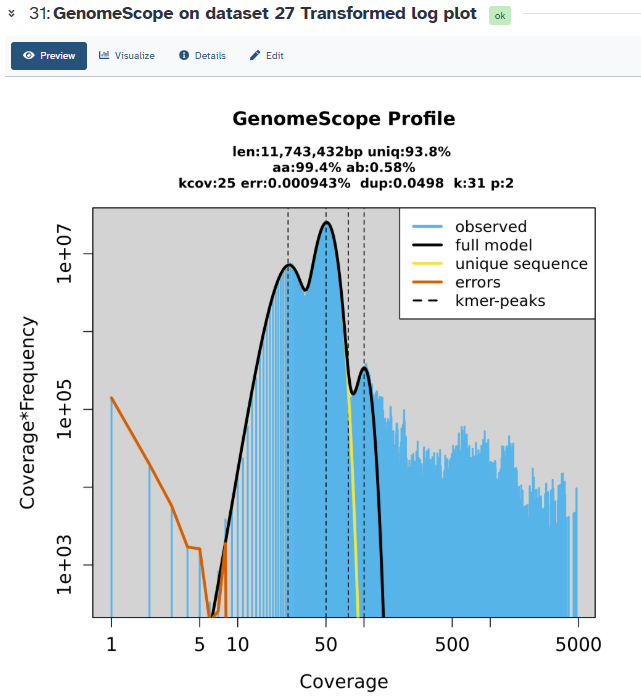 31: GenomeScope on dataset 27 Transformed log plot ok
Preview Visualize Details Edit
GenomeScope Profile
len:11,743,432bp uniq:93.8%
aa:99.4% ab:0.58%
kcov:25 err:0.000943% dup:0.0498 k:31 p:2
observed
full model
unique sequence
errors
kmer-peaks
Coverage*Frequency
1e+07
1e+05
1e+03
1 5 10 50 500 5000
Coverage